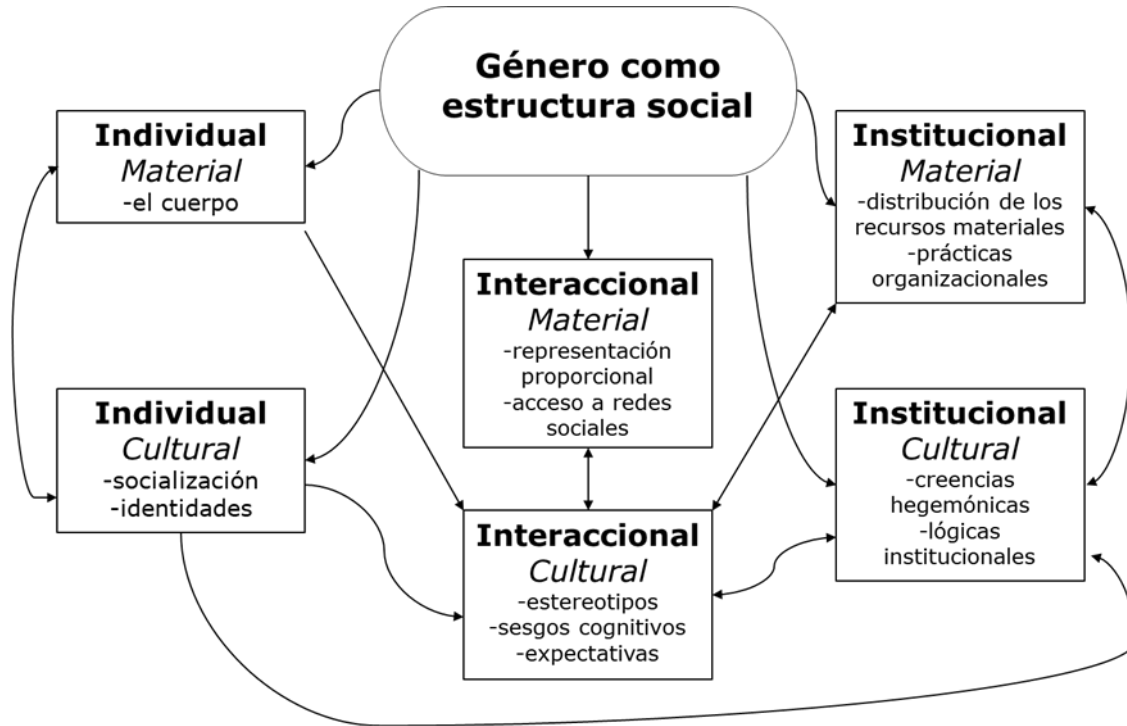 Género como
estructura social
Individual
Material
-el cuerpo
Institucional
Material
-distribución de los
recursos materiales
-prácticas
organizacionales
Interaccional
Material
-representación
proporcional
-acceso a redes
sociales
Individual
Cultural
-socialización
-identidades
Institucional
Cultural
-creencias
hegemónicas
-lógicas
institucionales
Interaccional
Cultural
-estereotipos
-sesgos cognitivos
-expectativas